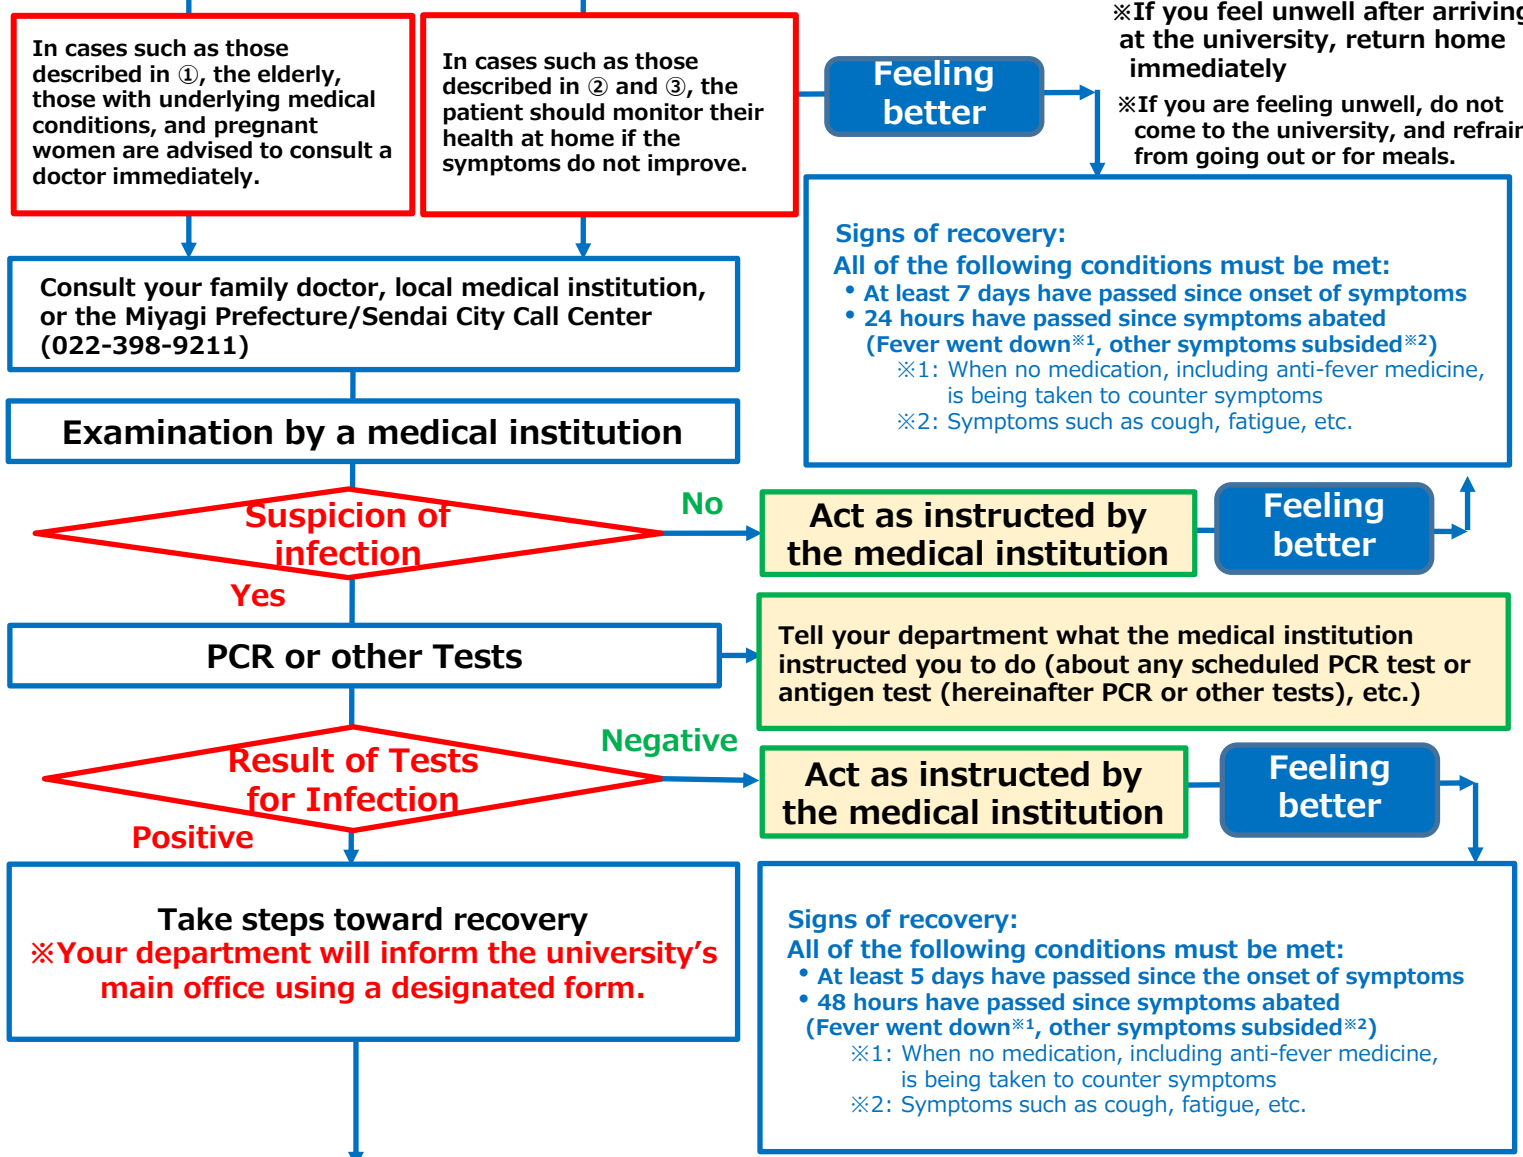 ※If you feel unwell after arriving
at the university, return home
immediately
※If you are feeling unwell, do not
come to the university, and refrain
from going out or for meals.
In cases such as those
described in ①, the elderly,
those with underlying medical
conditions, and pregnant
women are advised to consult a
doctor immediately.
In cases such as those
described in ② and ③, the
patient should monitor their
health at home if the
symptoms do not improve.
Feeling
better
Signs of recovery:
All of the following conditions must be met:
• At least 7 days have passed since onset of symptoms
• 24 hours have passed since symptoms abated
(Fever went down※1, other symptoms subsided※2)
※1: When no medication, including anti-fever medicine,
is being taken to counter symptoms
※2: Symptoms such as cough, fatigue, etc.
Consult your family doctor, local medical institution,
or the Miyagi Prefecture/Sendai City Call Center
(022-398-9211)
Examination by a medical institution
Suspicion of
infection
No
Act as instructed by
the medical institution
Feeling
better
Yes
PCR or other Tests
Tell your department what the medical institution
instructed you to do (about any scheduled PCR test or
antigen test (hereinafter PCR or other tests), etc.)
Result of Tests
for Infection
Negative
Act as instructed by
the medical institution
Feeling
better
Positive
Take steps toward recovery
※Your department will inform the university's
main office using a designated form.
Signs of recovery:
All of the following conditions must be met:
• At least 5 days have passed since the onset of symptoms
• 48 hours have passed since symptoms abated
(Fever went down※1, other symptoms subsided※2)
※1: When no medication, including anti-fever medicine,
is being taken to counter symptoms
※2: Symptoms such as cough, fatigue, etc.